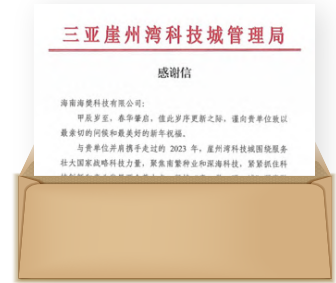 三亚崖州湾科技城管理局
感谢信
海南海樊科技有限公司:
甲辰岁至，春华肇启，值此岁序更新之际，谨向贵单位致以
最亲切的问候和最美好的新年祝福。
与贵单位并肩携手走过的 2023 年，崖州湾科技城围绕服务
壮大国家战略科技力量，聚焦南繁种业和深海科技，紧紧抓住科